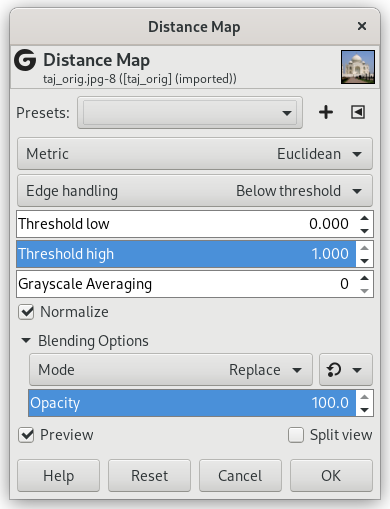 Distance Map
Distance Map
taj_orig.jpg-8 ([taj_orig] (imported))
Presets:
Metric Euclidean
Edge handling Below threshold
Threshold low 0.000
Threshold high 1.000
Grayscale Averaging 0
Normalize
Blending Options
Mode Replace
Opacity 100.0
Preview Split view
Help Reset Cancel OK